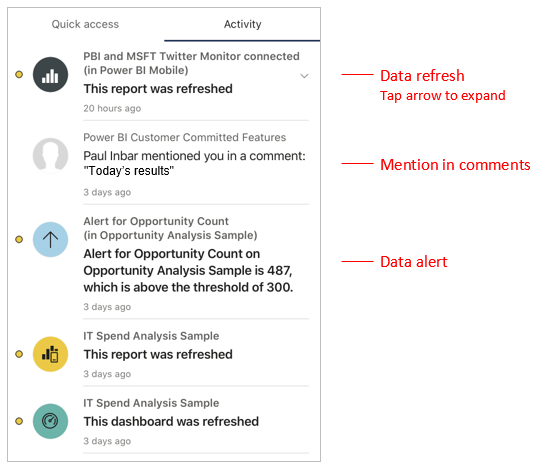 Quick access
Activity
PBI and MSFT Twitter Monitor connected
(in Power BI Mobile)
This report was refreshed
20 hours ago
Data refresh
Tap arrow to expand
Power BI Customer Committed Features
Paul Inbar mentioned you in a comment:
"Today's results"
3 days ago
Mention in comments
Alert for Opportunity Count
(in Opportunity Analysis Sample)
Alert for Opportunity Count on
Opportunity Analysis Sample is 487,
which is above the threshold of 300.
3 days ago
Data alert
IT Spend Analysis Sample
This report was refreshed
3 days ago
IT Spend Analysis Sample
This dashboard was refreshed
3 days ago